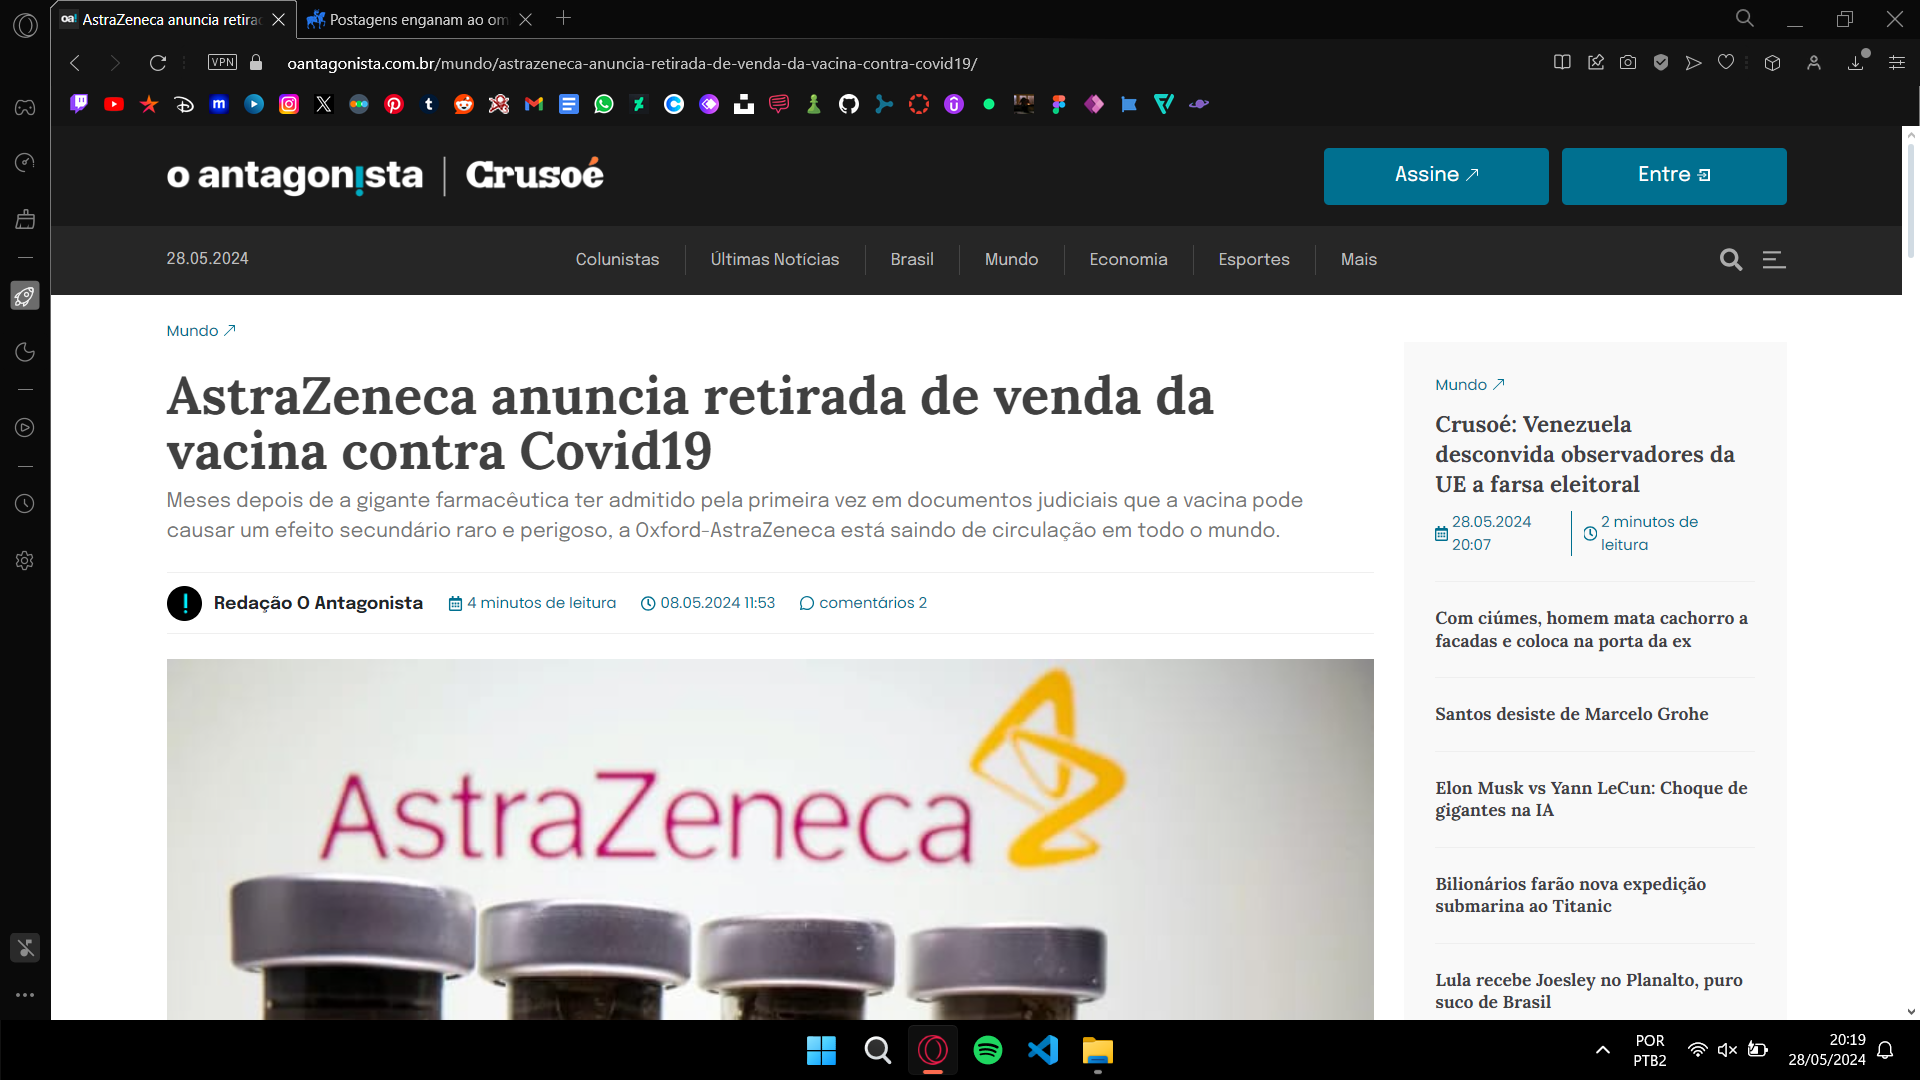 AstraZeneca anuncia retirad
Postagens enganam ao om
VPN
oantagonista.com.br/mundo/astrazeneca-anuncia-retirada-de-venda-da-vacina-contra-covid19/
o antagon!sta | Crusoé
Assine
Entre
28.05.2024
Colunistas
Últimas Notícias
Brasil
Mundo
Economia
Esportes
Mais
Mundo
AstraZeneca anuncia retirada de venda da
vacina contra Covid19
Meses depois de a gigante farmacêutica ter admitido pela primeira vez em documentos judiciais que a vacina pode
causar um efeito secundário raro e perigoso, a Oxford-AstraZeneca está saindo de circulação em todo o mundo.
Redação O Antagonista
4 minutos de leitura
08.05.2024 11:53
comentários 2
AstraZeneca
Mundo
Crusoé: Venezuela
desconvida observadores da
UE a farsa eleitoral
28.05.2024
20:07
2 minutos de
leitura
Com ciúmes, homem mata cachorro a
facadas e coloca na porta da ex
Santos desiste de Marcelo Grohe
Elon Musk vs Yann LeCun: Choque de
gigantes na IA
Bilionários farão nova expedição
submarina ao Titanic
Lula recebe Joesley no Planalto, puro
suco de Brasil
POR
PTB2
20:19
28/05/2024